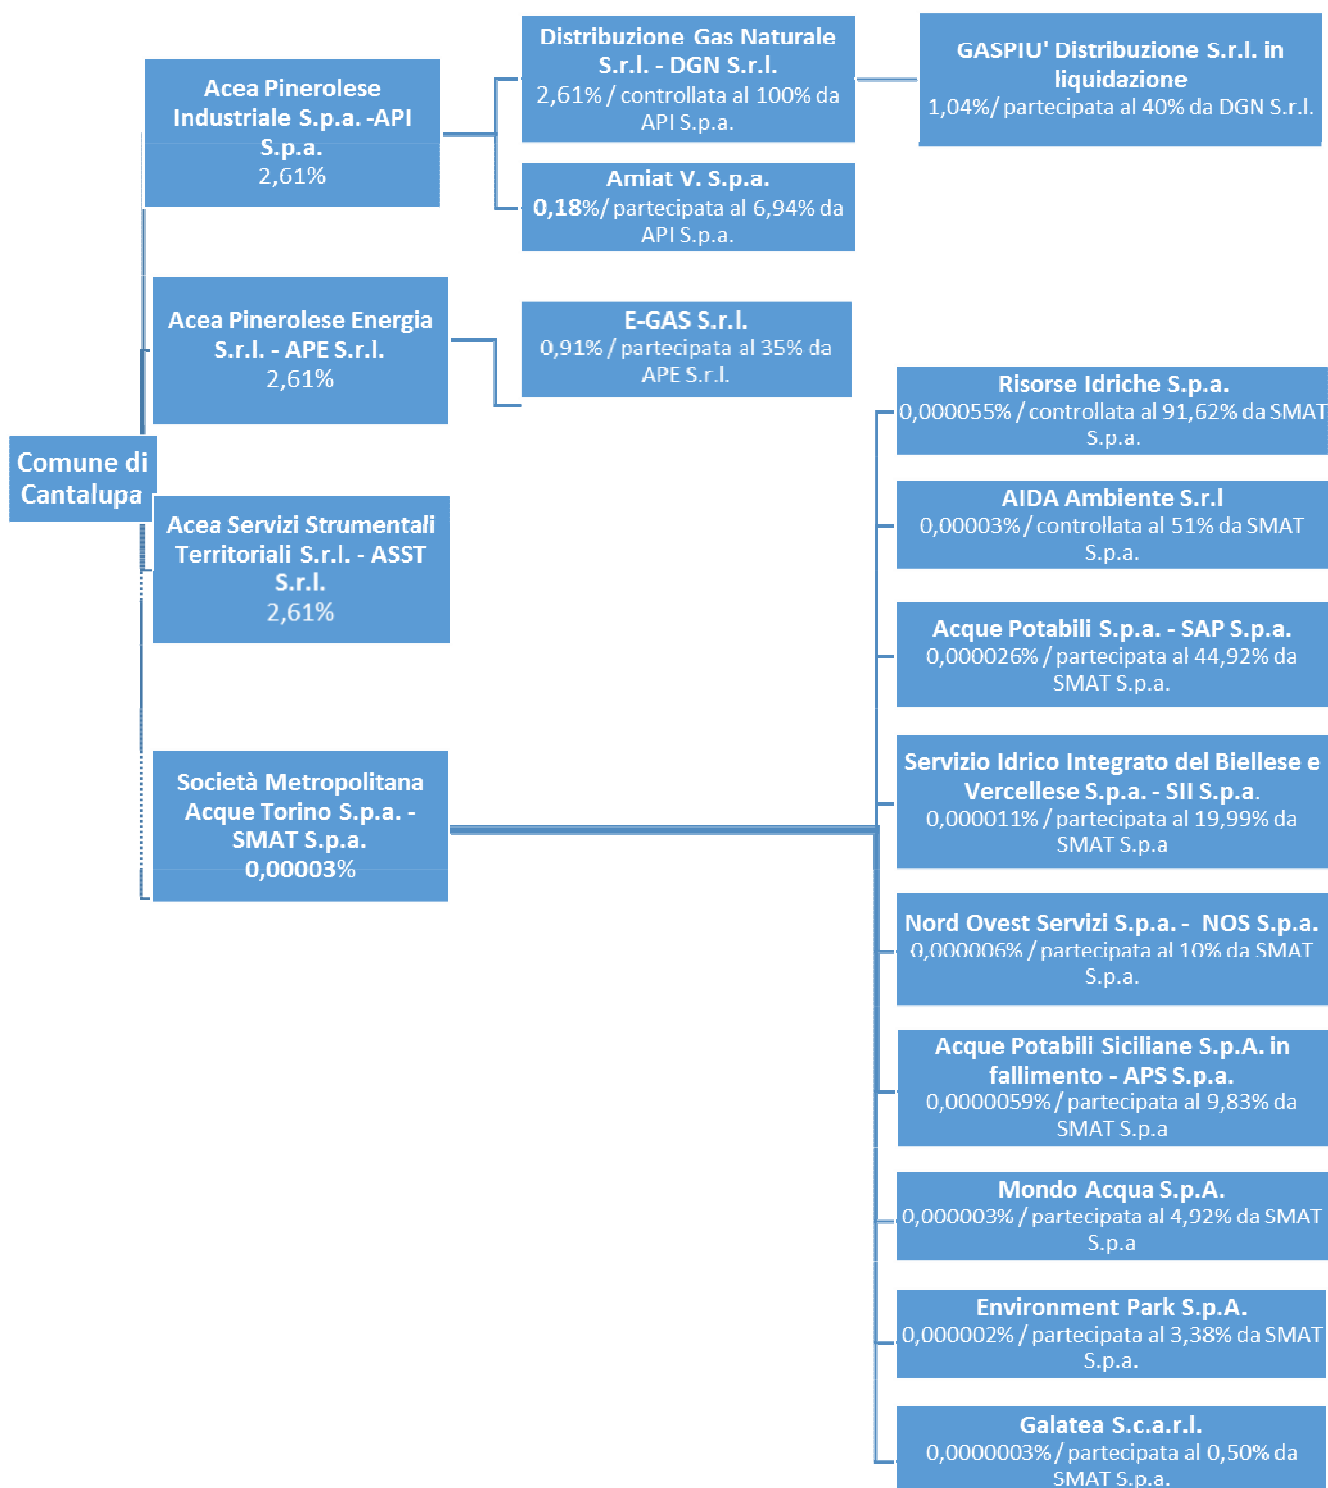 Comune di
Cantalupa
Acea Pinerolese
Industriale S.p.a. -API
S.p.a.
2,61%
Distribuzione Gas Naturale
S.r.l. - DGN S.r.l.
2,61% / controllata al 100% da
API S.p.a.
GASPIU' Distribuzione S.r.l. in
liquidazione
1,04%/ partecipata al 40% da DGN S.r.l.
Amiat V. S.p.a.
0,18%/ partecipata al 6,94% da
API S.p.a.
Acea Pinerolese Energia
S.r.l. - APE S.r.l.
2,61%
E-GAS S.r.l.
0,91% / partecipata al 35% da
APE S.r.l.
Acea Servizi Strumentali
Territoriali S.r.l. - ASST
S.r.l.
2,61%
Società Metropolitana
Acque Torino S.p.a. -
SMAT S.p.a.
0,00003%
Risorse Idriche S.p.a.
0,000055% / controllata al 91,62% da SMAT
S.p.a.
AIDA Ambiente S.r.l
0,00003% / controllata al 51% da SMAT
S.p.a.
Acque Potabili S.p.a. - SAP S.p.a.
0,000026% / partecipata al 44,92% da
SMAT S.p.a.
Servizio Idrico Integrato del Biellese e
Vercellese S.p.a. - SII S.p.a.
0,000011% / partecipata al 19,99% da
SMAT S.p.a
Nord Ovest Servizi S.p.a. - NOS S.p.a.
0,000006% / partecipata al 10% da SMAT
S.p.a.
Acque Potabili Siciliane S.p.A. in
fallimento - APS S.p.a.
0,0000059% / partecipata al 9,83% da
SMAT S.p.a
Mondo Acqua S.p.A.
0,000003% / partecipata al 4,92% da SMAT
S.p.a
Environment Park S.p.A.
0,000002% / partecipata al 3,38% da SMAT
S.p.a.
Galatea S.c.a.r.l.
0,0000003% / partecipata al 0,50% da
SMAT S.p.a.